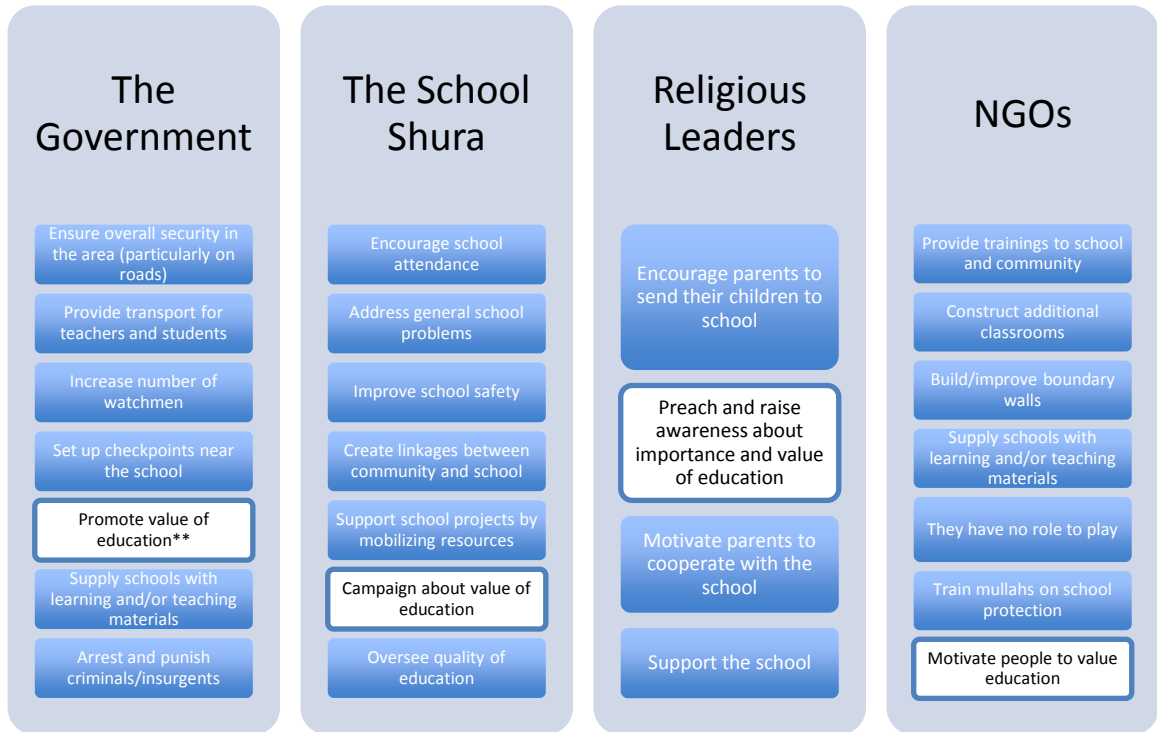 The
Government
Ensure overall security in
the area (particularly on
roads)
Provide transport for
teachers and students
Increase number of
watchmen
Set up checkpoints near
the school
Promote value of
education**
Supply schools with
learning and/or teaching
materials
Arrest and punish
criminals/insurgents
The School
Shura
Encourage school
attendance
Address general school
problems
Improve school safety
Create linkages between
community and school
Support school projects by
mobilizing resources
Campaign about value of
education
Oversee quality of
education
Religious
Leaders
Encourage parents to
send their children to
school
Preach and raise
awareness about
importance and value
of education
Motivate parents to
cooperate with the
school
Support the school
NGOs
Provide trainings to school
and community
Construct additional
classrooms
Build/improve boundary
walls
Supply schools with
learning and/or teaching
materials
They have no role to play
Train mullahs on school
protection
Motivate people to value
education